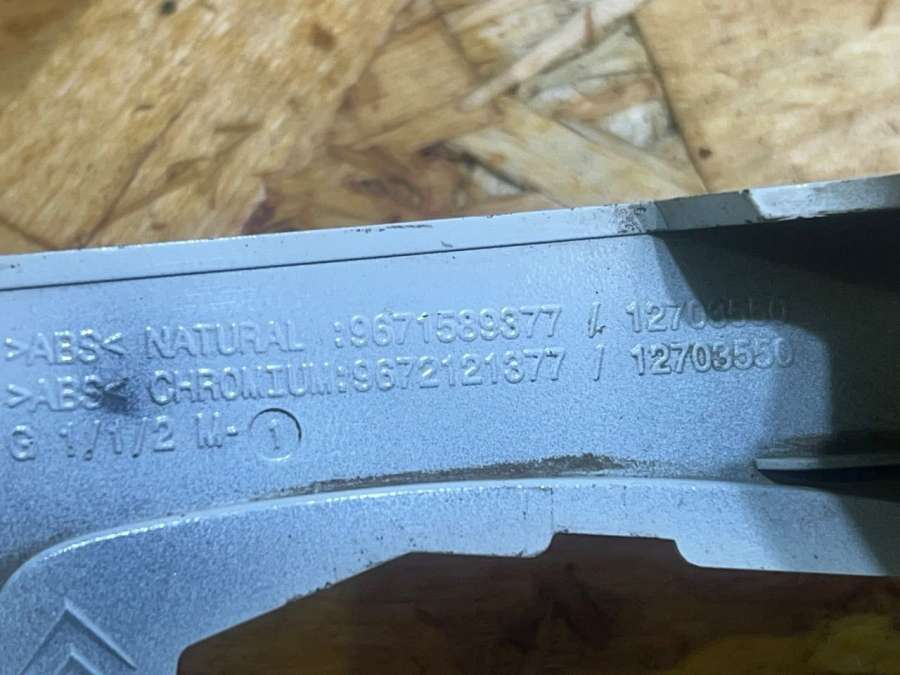 >ABS< NATURAL :9671589377 / 12703550
>ABS< CHROMIUM:9672121377 / 12703550
G 1/1/2 M- 1